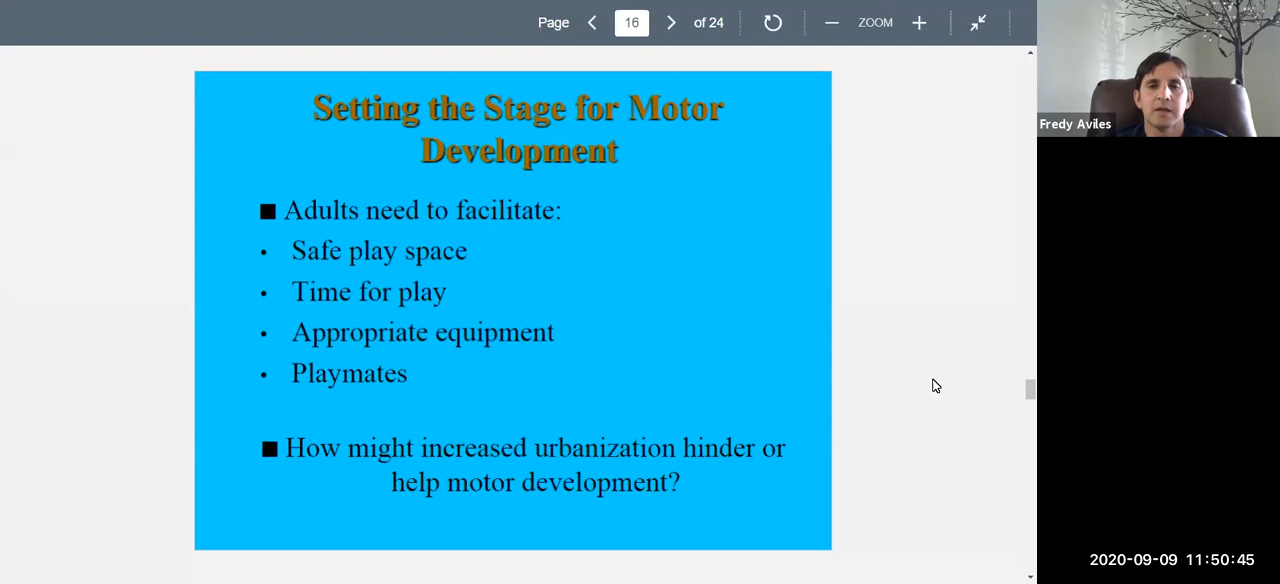 Page 16 of 24 ZOOM
Setting the Stage for Motor
Development
■ Adults need to facilitate:
• Safe play space
• Time for play
• Appropriate equipment
• Playmates
■ How might increased urbanization hinder or
help motor development?
Fredy Aviles
2020-09-09 11:50:45